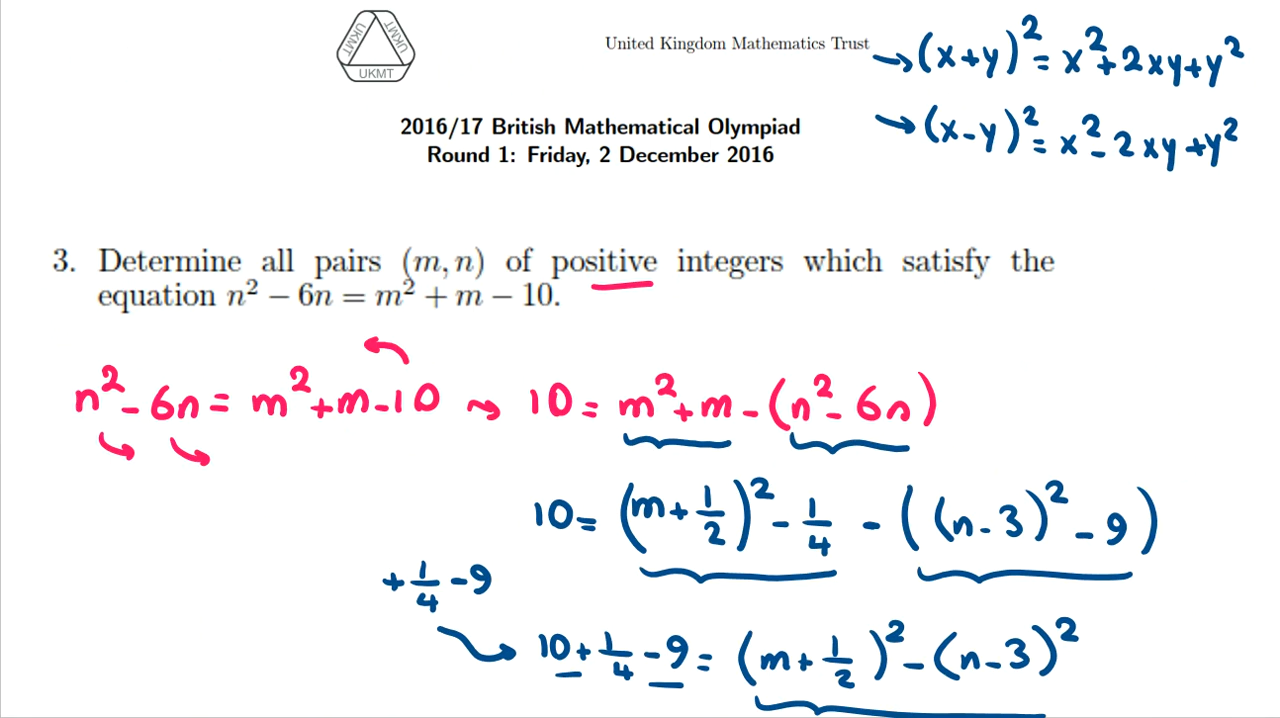 UKMT
UKMT
UKMT
United Kingdom Mathematics Trust
→(x+y)² = x²+2xy+y²
→(x-y)² = x²-2xy+y²
2016/17 British Mathematical Olympiad
Round 1: Friday, 2 December 2016
3. Determine all pairs (m, n) of positive integers which satisfy the
equation n² − 6n = m² + m − 10.
n²-6n = m²+m-10 ⇝ 10 = m²+m-(n²-6n)
10 = (m+1/2)² - 1/4 - ((n-3)² - 9)
+1/4 -9
10+1/4-9 = (m+1/2)² - (n-3)²